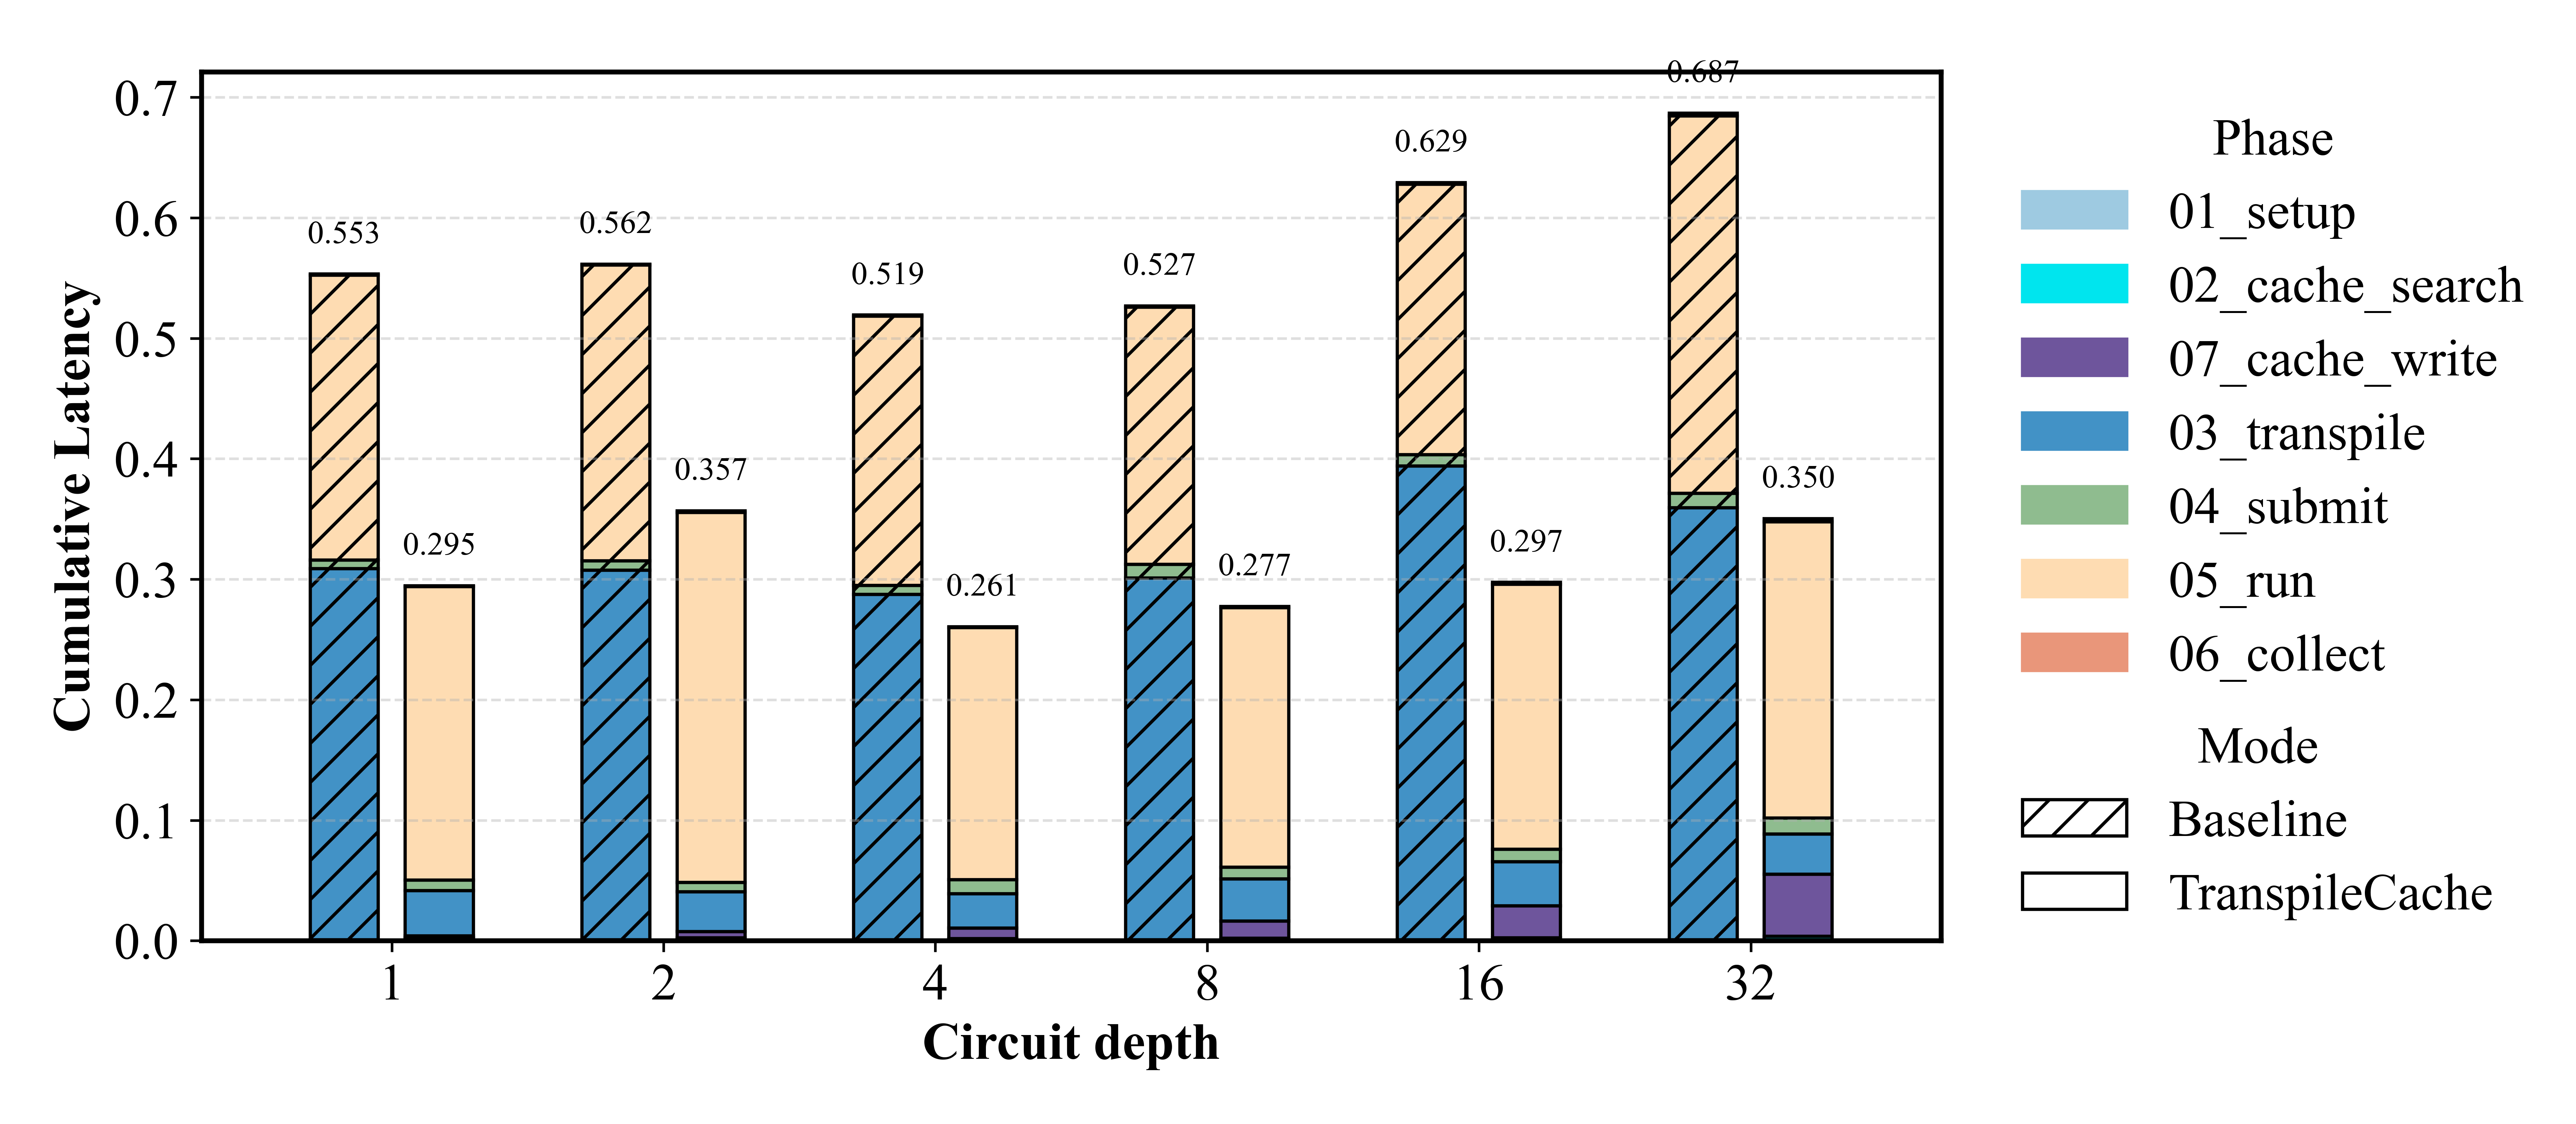 Cumulative Latency
0.7
0.6
0.5
0.4
0.3
0.2
0.1
0.0
0.553
0.295
0.562
0.357
0.519
0.261
0.527
0.277
0.629
0.297
0.687
0.350
1
2
4
8
16
32
Circuit depth
Phase
01_setup
02_cache_search
07_cache_write
03_transpile
04_submit
05_run
06_collect
Mode
Baseline
TranspileCache